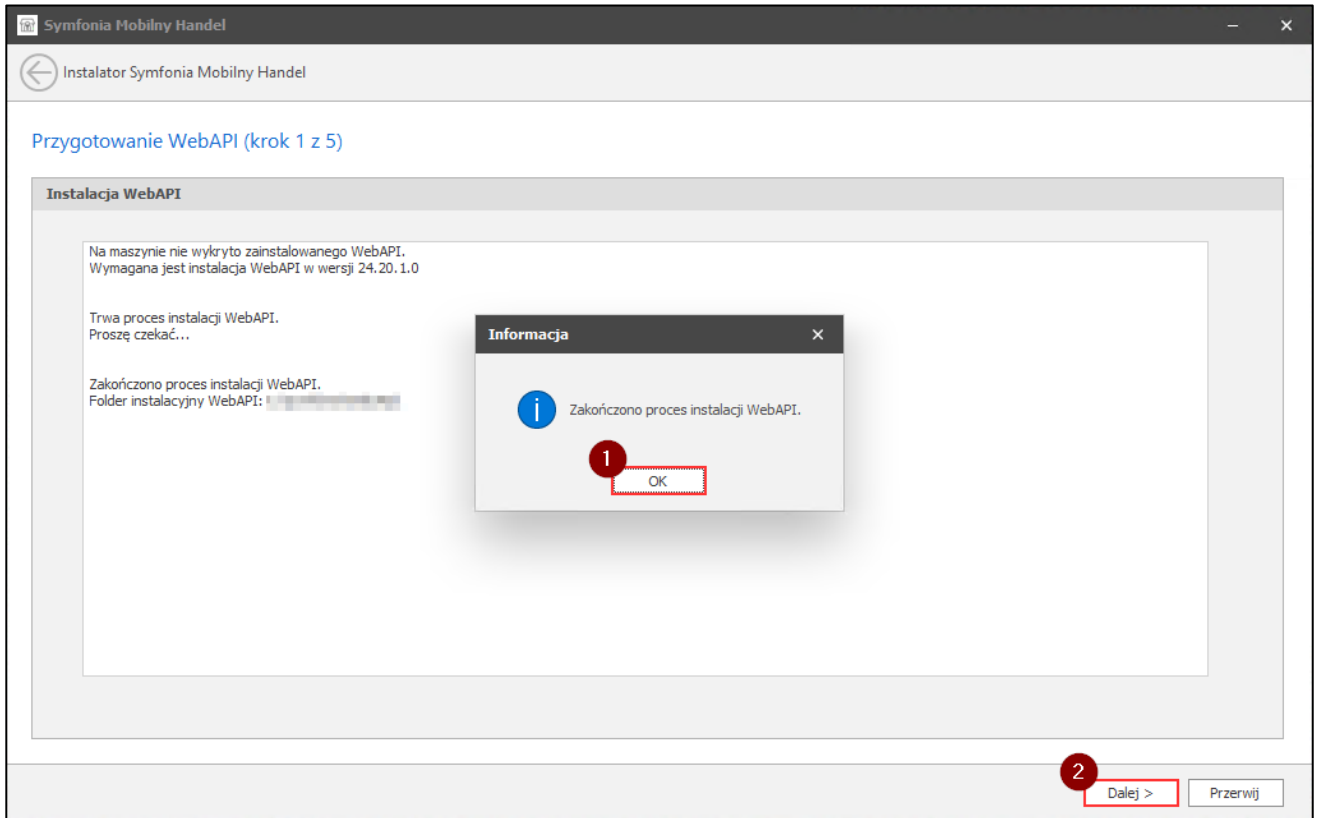 Symfonia Mobilny Handel
Instalator Symfonia Mobilny Handel
Przygotowanie WebAPI (krok 1 z 5)
Instalacja WebAPI
Na maszynie nie wykryto zainstalowanego WebAPI.
Wymagana jest instalacja WebAPI w wersji 24.20.1.0
Trwa proces instalacji WebAPI.
Proszę czekać...
Zakończono proces instalacji WebAPI.
Folder instalacyjny WebAPI:
Informacja
Zakończono proces instalacji WebAPI.
1
OK
2
Dalej >
Przerwij